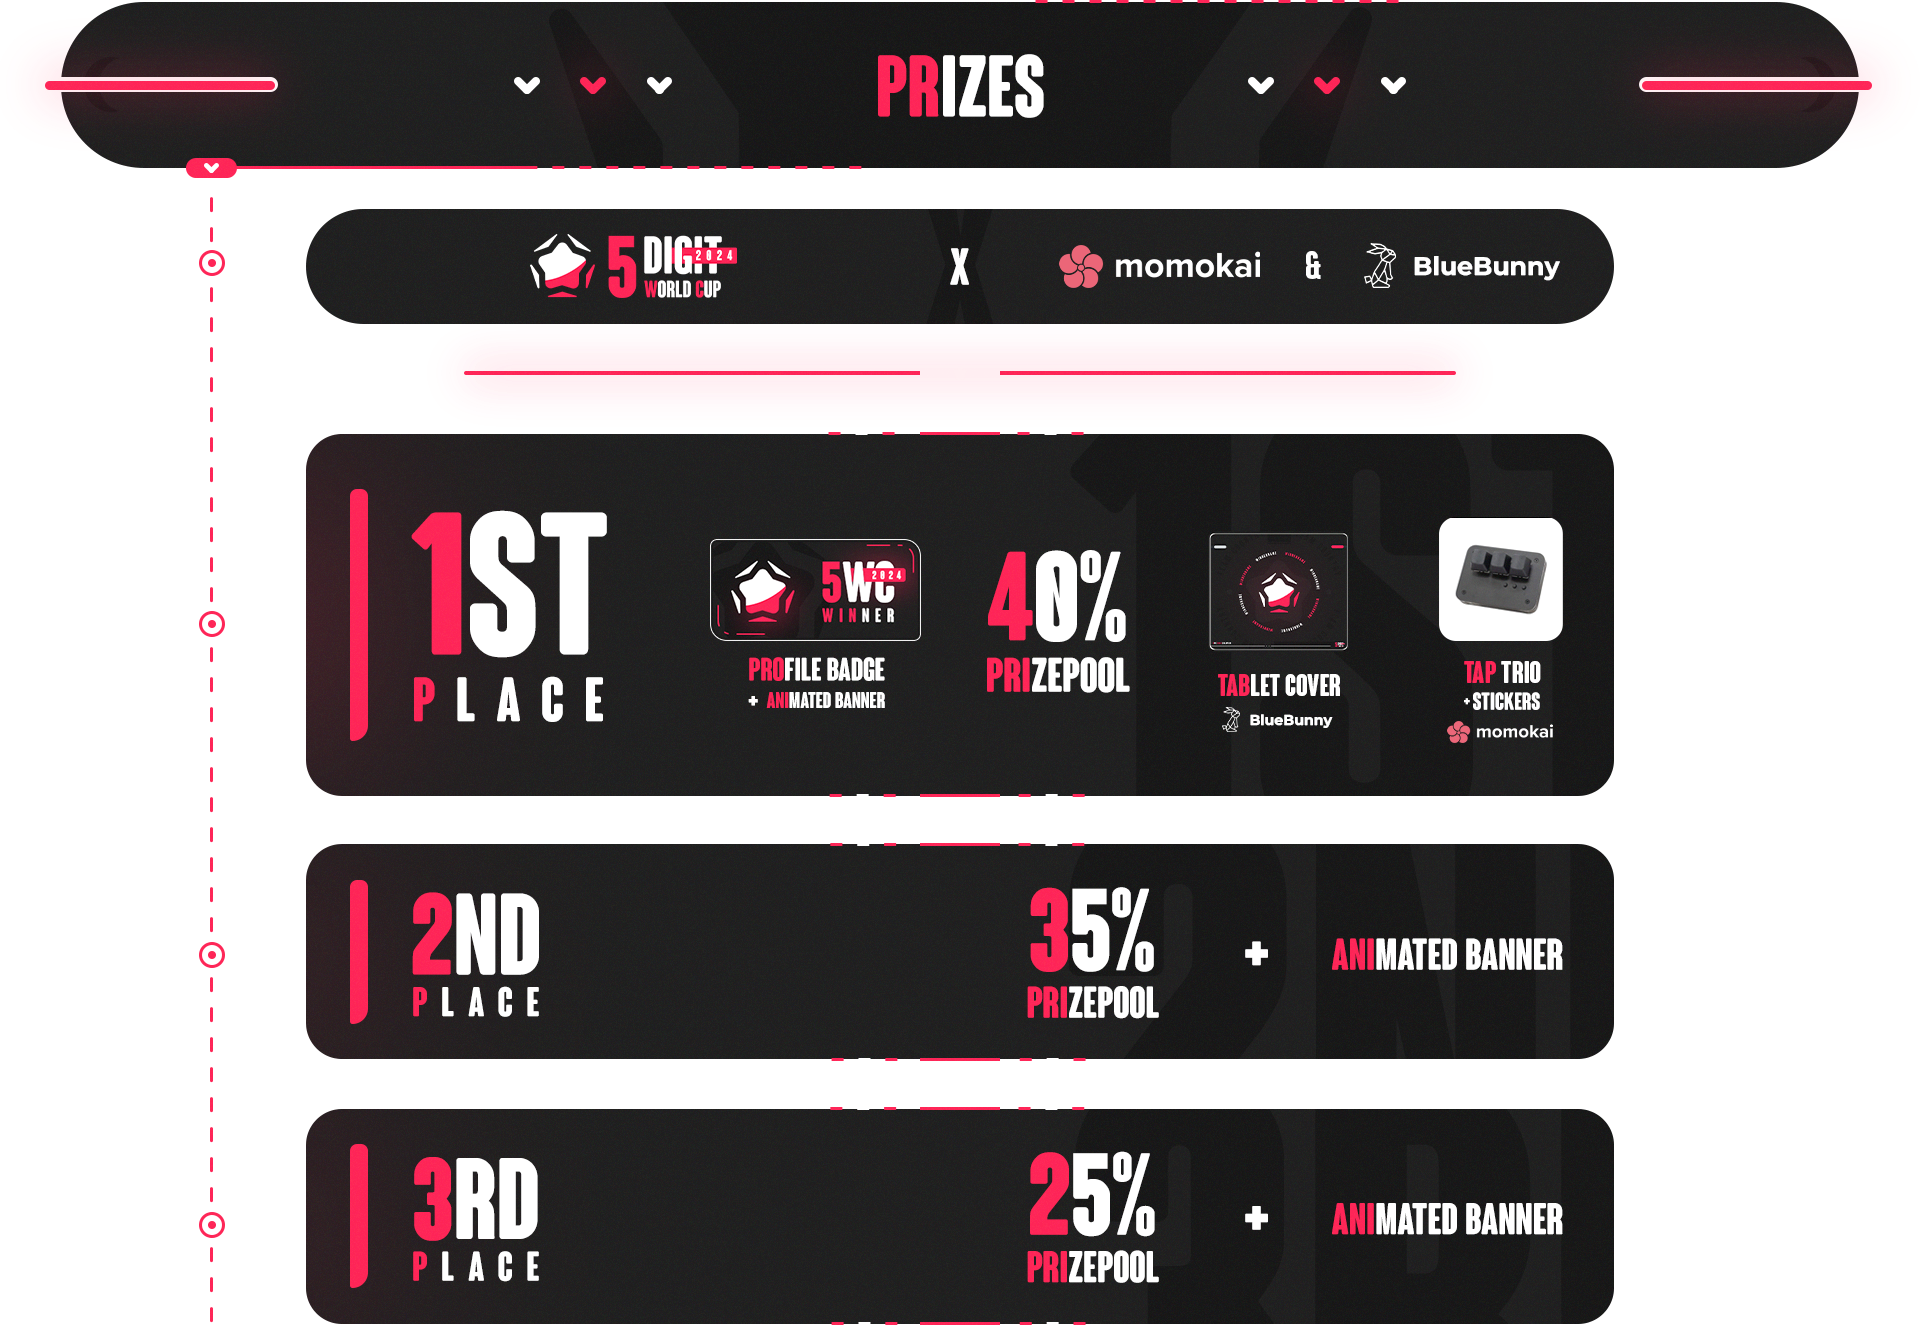 PRIZES
5 DIGIT
2024
WORLD CUP
X
momokai
&
BlueBunny
1ST
PLACE
5WC
2024
WINNER
PROFILE BADGE
+ ANIMATED BANNER
40%
PRIZEPOOL
TABLET COVER
BlueBunny
TAP TRIO
+ STICKERS
momokai
2ND
PLACE
35%
PRIZEPOOL
+
ANIMATED BANNER
3RD
PLACE
25%
PRIZEPOOL
+
ANIMATED BANNER